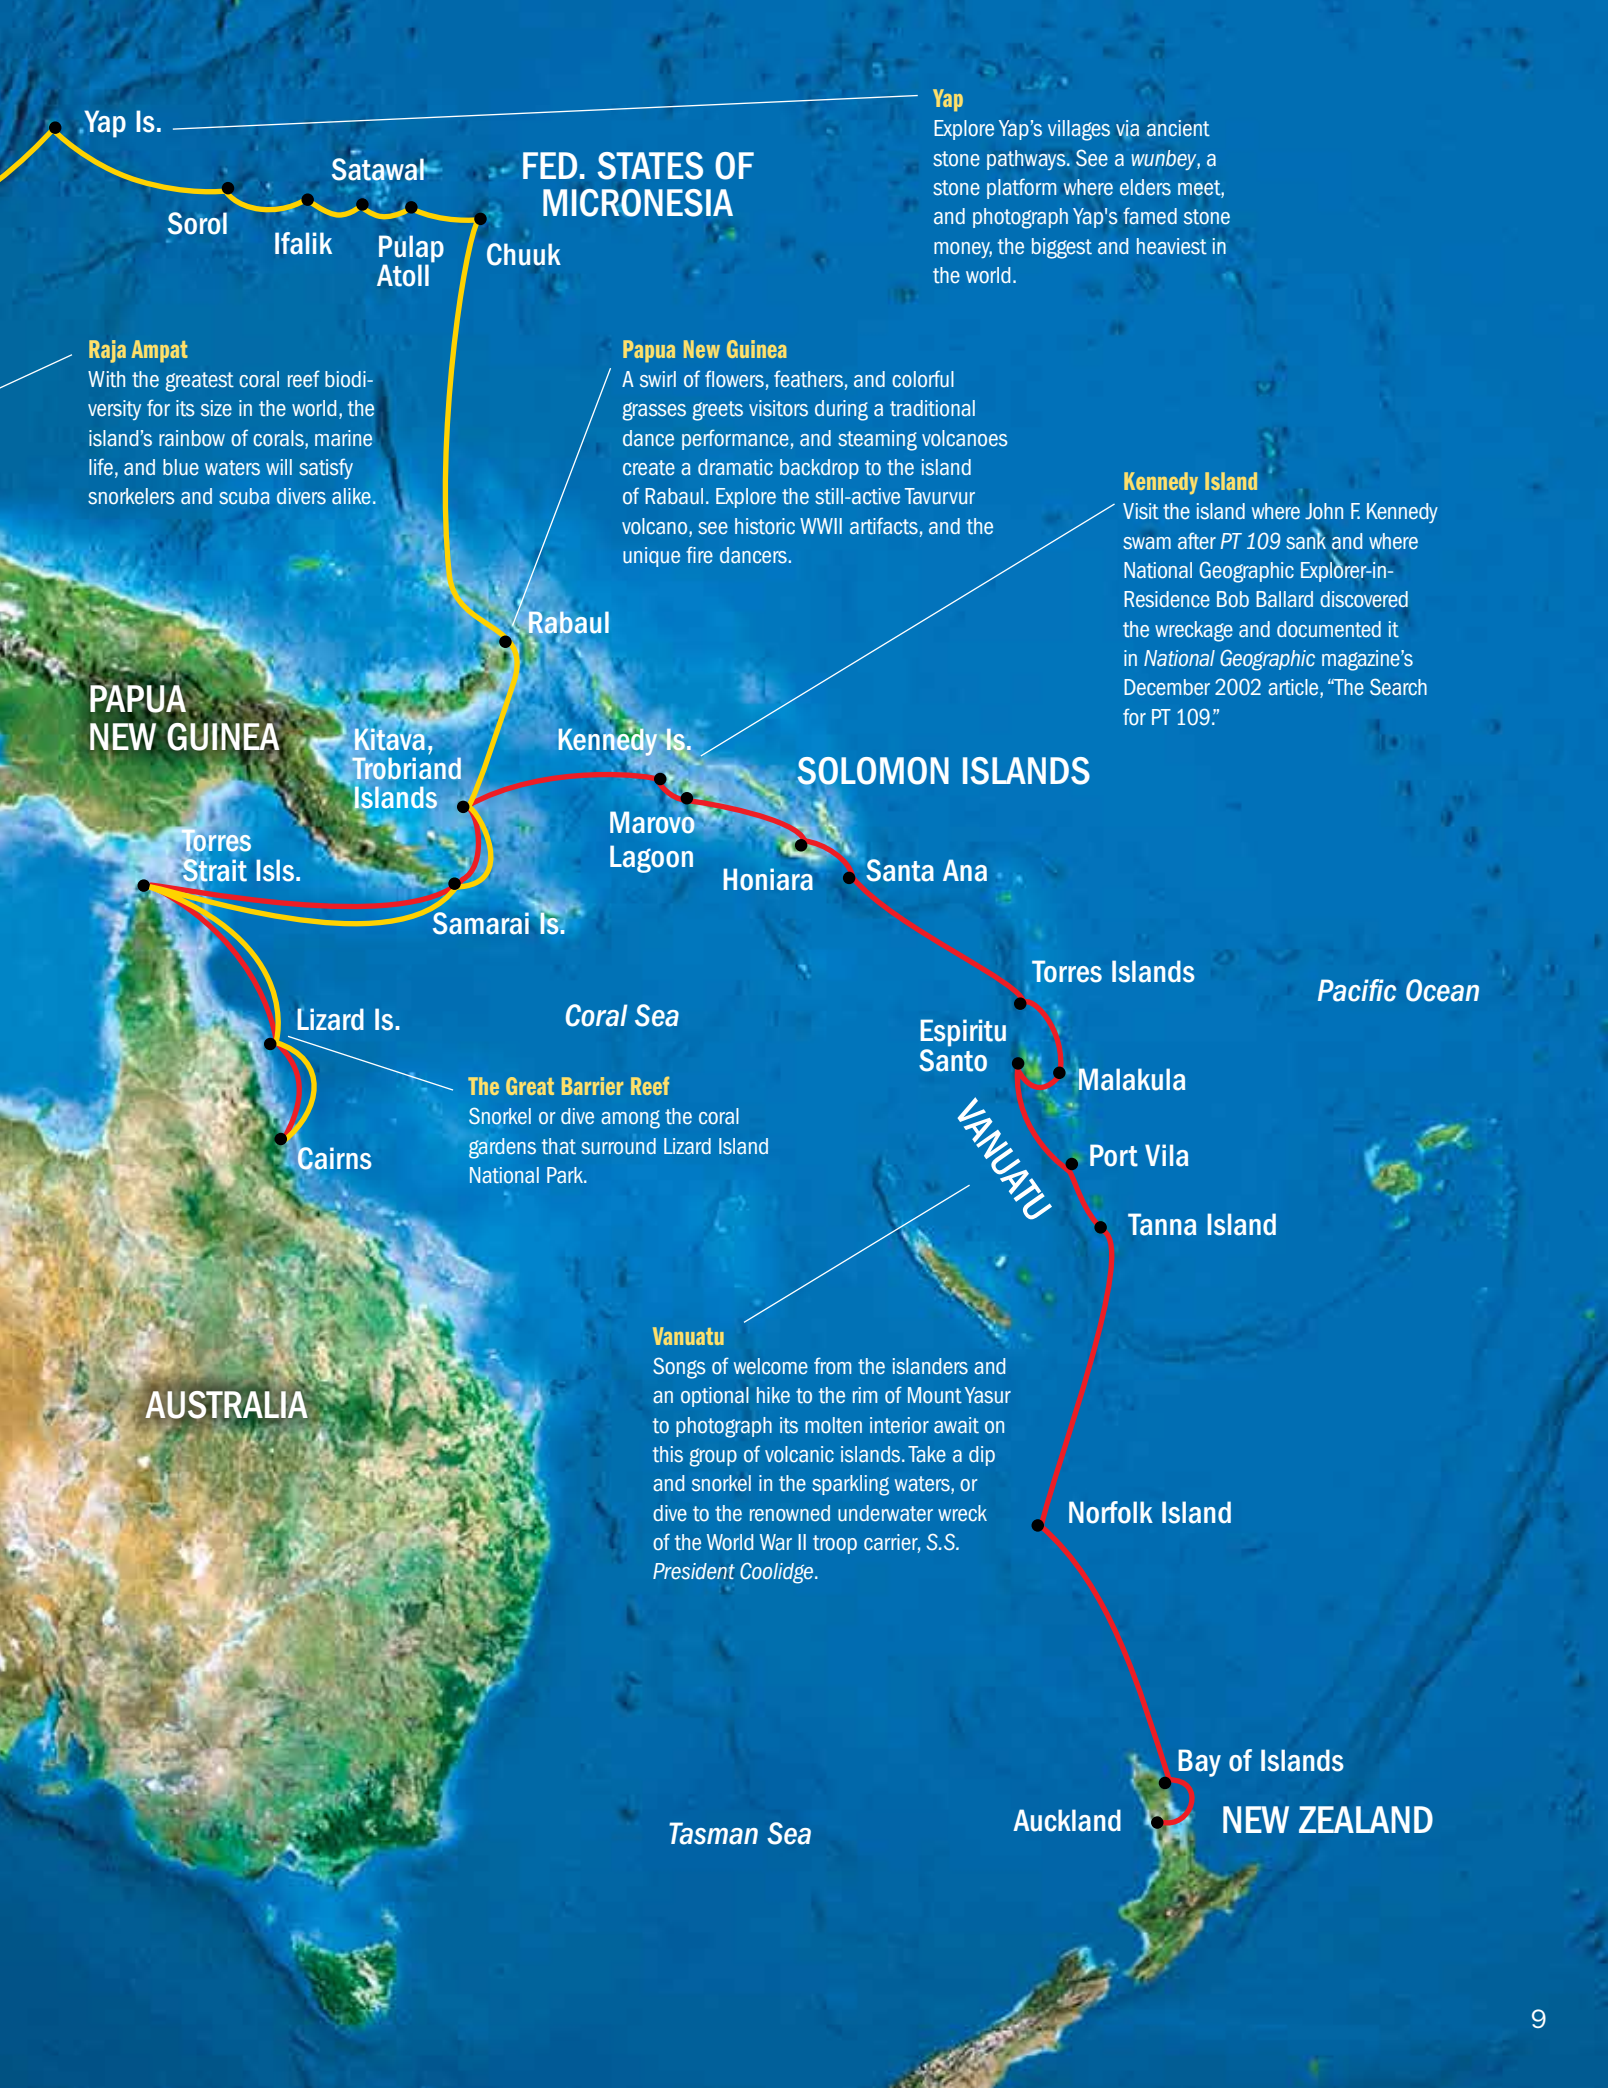 Yap Is.
Sorol
Ifalik
Satawal
Pulap
Atoll
Chuuk
FED. STATES OF
MICRONESIA
Yap
Explore Yap’s villages via ancient
stone pathways. See a wunbey, a
stone platform where elders meet,
and photograph Yap's famed stone
money, the biggest and heaviest in
the world.
Raja Ampat
With the greatest coral reef biodi-
versity for its size in the world, the
island’s rainbow of corals, marine
life, and blue waters will satisfy
snorkelers and scuba divers alike.
Papua New Guinea
A swirl of flowers, feathers, and colorful
grasses greets visitors during a traditional
dance performance, and steaming volcanoes
create a dramatic backdrop to the island
of Rabaul. Explore the still-active Tavurvur
volcano, see historic WWII artifacts, and the
unique fire dancers.
Kennedy Island
Visit the island where John F. Kennedy
swam after PT 109 sank and where
National Geographic Explorer-in-
Residence Bob Ballard discovered
the wreckage and documented it
in National Geographic magazine’s
December 2002 article, “The Search
for PT 109.”
Rabaul
PAPUA
NEW GUINEA
Kitava,
Trobriand
Islands
Kennedy Is.
SOLOMON ISLANDS
Marovo
Lagoon
Honiara
Santa Ana
Torres
Strait Isls.
Samarai Is.
Torres Islands
Pacific Ocean
Lizard Is.
Coral Sea
Espiritu
Santo
Malakula
The Great Barrier Reef
Snorkel or dive among the coral
gardens that surround Lizard Island
National Park.
Cairns
VANUATU
Port Vila
Tanna Island
Vanuatu
Songs of welcome from the islanders and
an optional hike to the rim of Mount Yasur
to photograph its molten interior await on
this group of volcanic islands. Take a dip
and snorkel in the sparkling waters, or
dive to the renowned underwater wreck
of the World War II troop carrier, S.S.
President Coolidge.
AUSTRALIA
Norfolk Island
Bay of Islands
Auckland
NEW ZEALAND
Tasman Sea
9